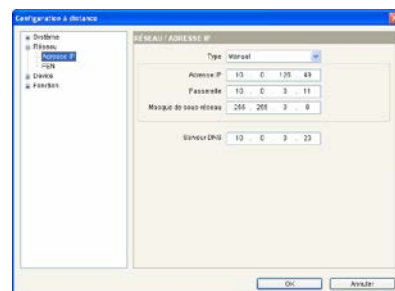 Configuration à distance
Système
Réseau
Adresse IP
FEN
Device
Fonction
RÉSEAU / ADRESSE IP
Type Manuel
Adresse IP 10 . 0 . 126 . 49
Passerelle 10 . 0 . 0 . 11
Masque de sous-réseau 255 . 255 . 0 . 0
Serveur DNS 10 . 0 . 0 . 23
OK Annuler